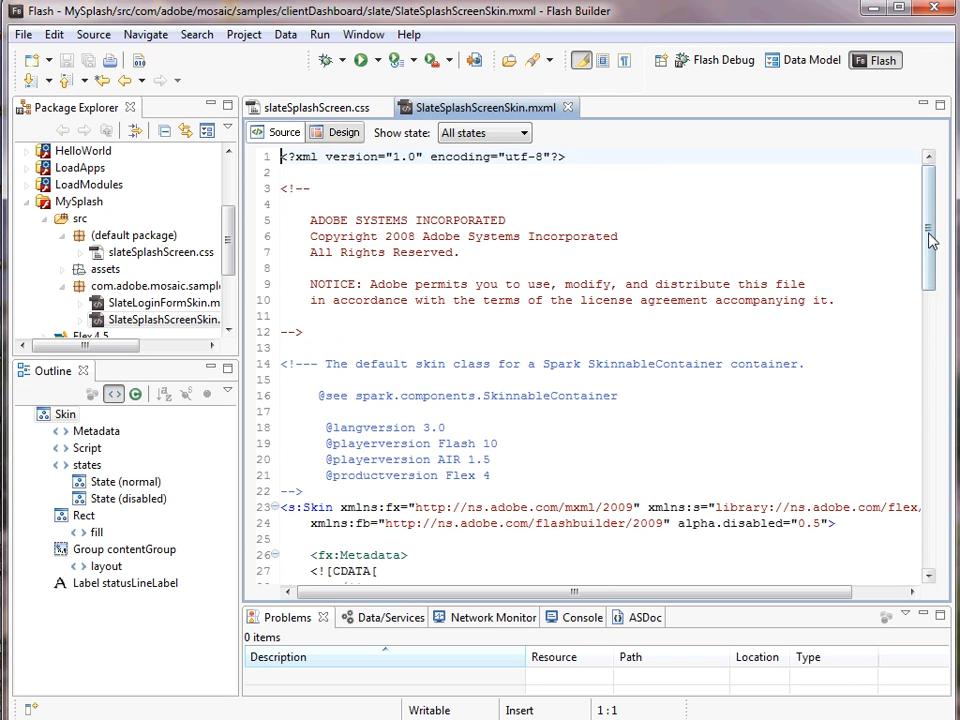 Flash - MySplash/src/com/adobe/mosaic/samples/clientDashboard/slate/SlateSplashScreenSkin.mxml - Flash Builder
File Edit Source Navigate Search Project Data Run Window Help
Flash Debug Data Model Flash
Package Explorer
HelloWorld
LoadApps
LoadModules
MySplash
src
(default package)
slateSplashScreen.css
assets
com.adobe.mosaic.sampl
SlateLoginFormSkin.m
SlateSplashScreenSkin.
Flex 4.5
Outline
Skin
Metadata
Script
states
State (normal)
State (disabled)
Rect
fill
Group contentGroup
layout
Label statusLineLabel
slateSplashScreen.css SlateSplashScreenSkin.mxml
Source Design Show state: All states
1 <?xml version="1.0" encoding="utf-8"?>
2
3 <!--
4
5 ADOBE SYSTEMS INCORPORATED
6 Copyright 2008 Adobe Systems Incorporated
7 All Rights Reserved.
8
9 NOTICE: Adobe permits you to use, modify, and distribute this file
10 in accordance with the terms of the license agreement accompanying it.
11
12 -->
13
14 <!--- The default skin class for a Spark SkinnableContainer container.
15
16 @see spark.components.SkinnableContainer
17
18 @langversion 3.0
19 @playerversion Flash 10
20 @playerversion AIR 1.5
21 @productversion Flex 4
22 -->
23 <s:Skin xmlns:fx="http://ns.adobe.com/mxml/2009" xmlns:s="library://ns.adobe.com/flex/
24 xmlns:fb="http://ns.adobe.com/flashbuilder/2009" alpha.disabled="0.5">
25
26 <fx:Metadata>
27 <![CDATA[
Problems Data/Services Network Monitor Console ASDoc
0 items
Description Resource Path Location Type
Writable Insert 1:1